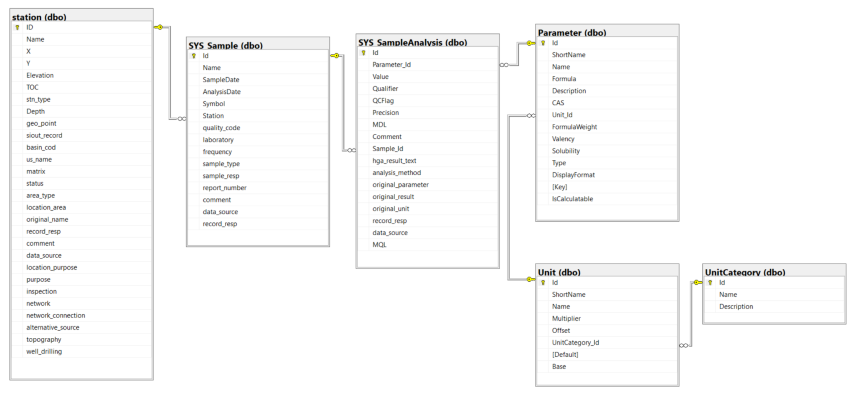 station (dbo)
ID
Name
X
Y
Elevation
TOC
stn_type
Depth
geo_point
siout_record
basin_cod
us_name
matrix
status
area_type
location_area
original_name
record_resp
comment
data_source
location_purpose
purpose
inspection
network
network_connection
alternative_source
topography
well_drilling
SYS_Sample (dbo)
Id
Name
SampleDate
AnalysisDate
Symbol
Station
quality_code
laboratory
frequency
sample_type
sample_resp
report_number
comment
data_source
record_resp
SYS_SampleAnalysis (dbo)
Id
Parameter_Id
Value
Qualifier
QCFlag
Precision
MDL
Comment
Sample_Id
hga_result_text
analysis_method
original_parameter
original_result
original_unit
record_resp
data_source
MQL
Parameter (dbo)
Id
ShortName
Name
Formula
Description
CAS
Unit_Id
FormulaWeight
Valency
Solubility
Type
DisplayFormat
[Key]
IsCalculatable
Unit (dbo)
Id
ShortName
Name
Multiplier
Offset
UnitCategory_Id
[Default]
Base
UnitCategory (dbo)
Id
Name
Description